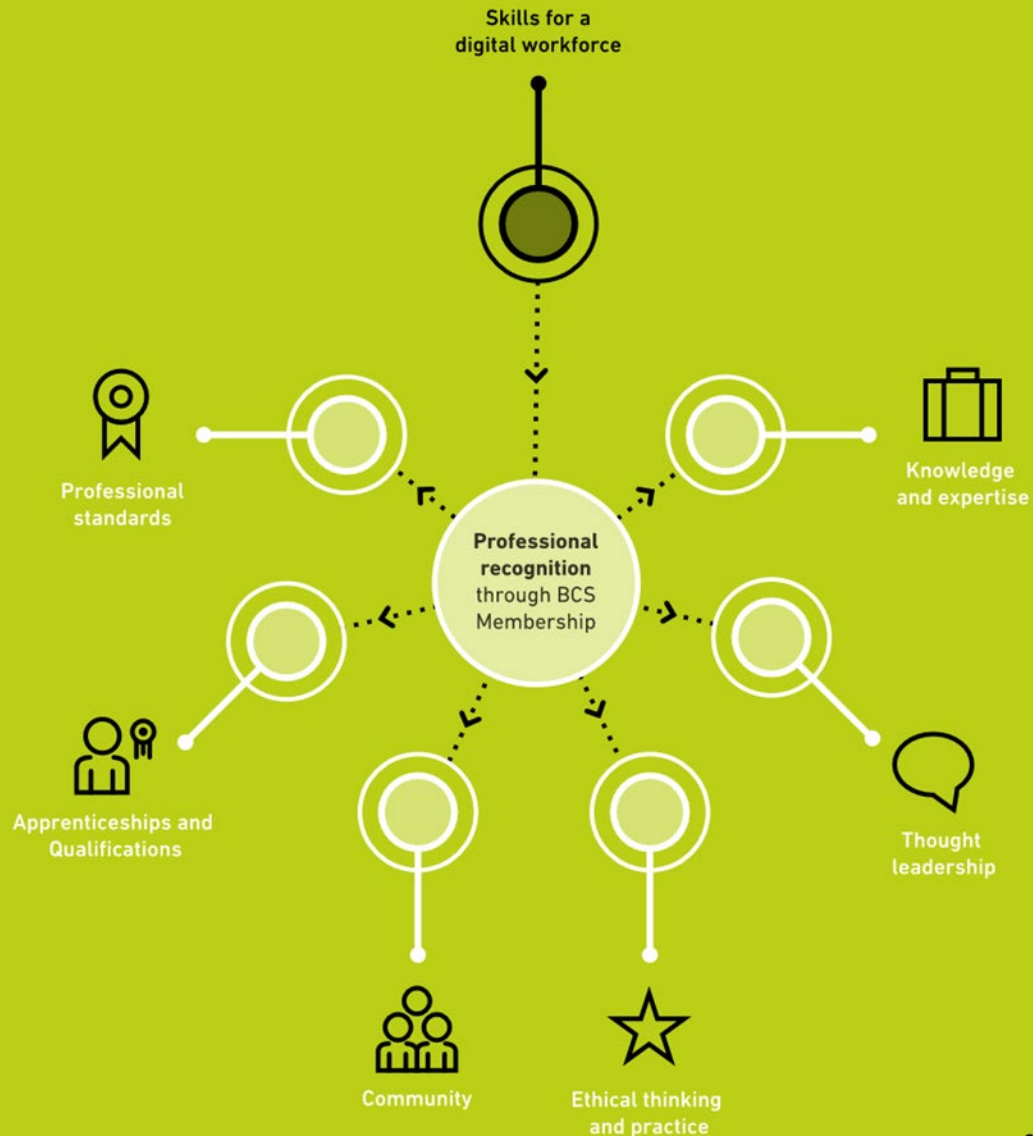 Skills for a
digital workforce
Professional
standards
Knowledge
and expertise
Professional
recognition
through BCS
Membership
Apprenticeships and
Qualifications
Thought
leadership
Community
Ethical thinking
and practice